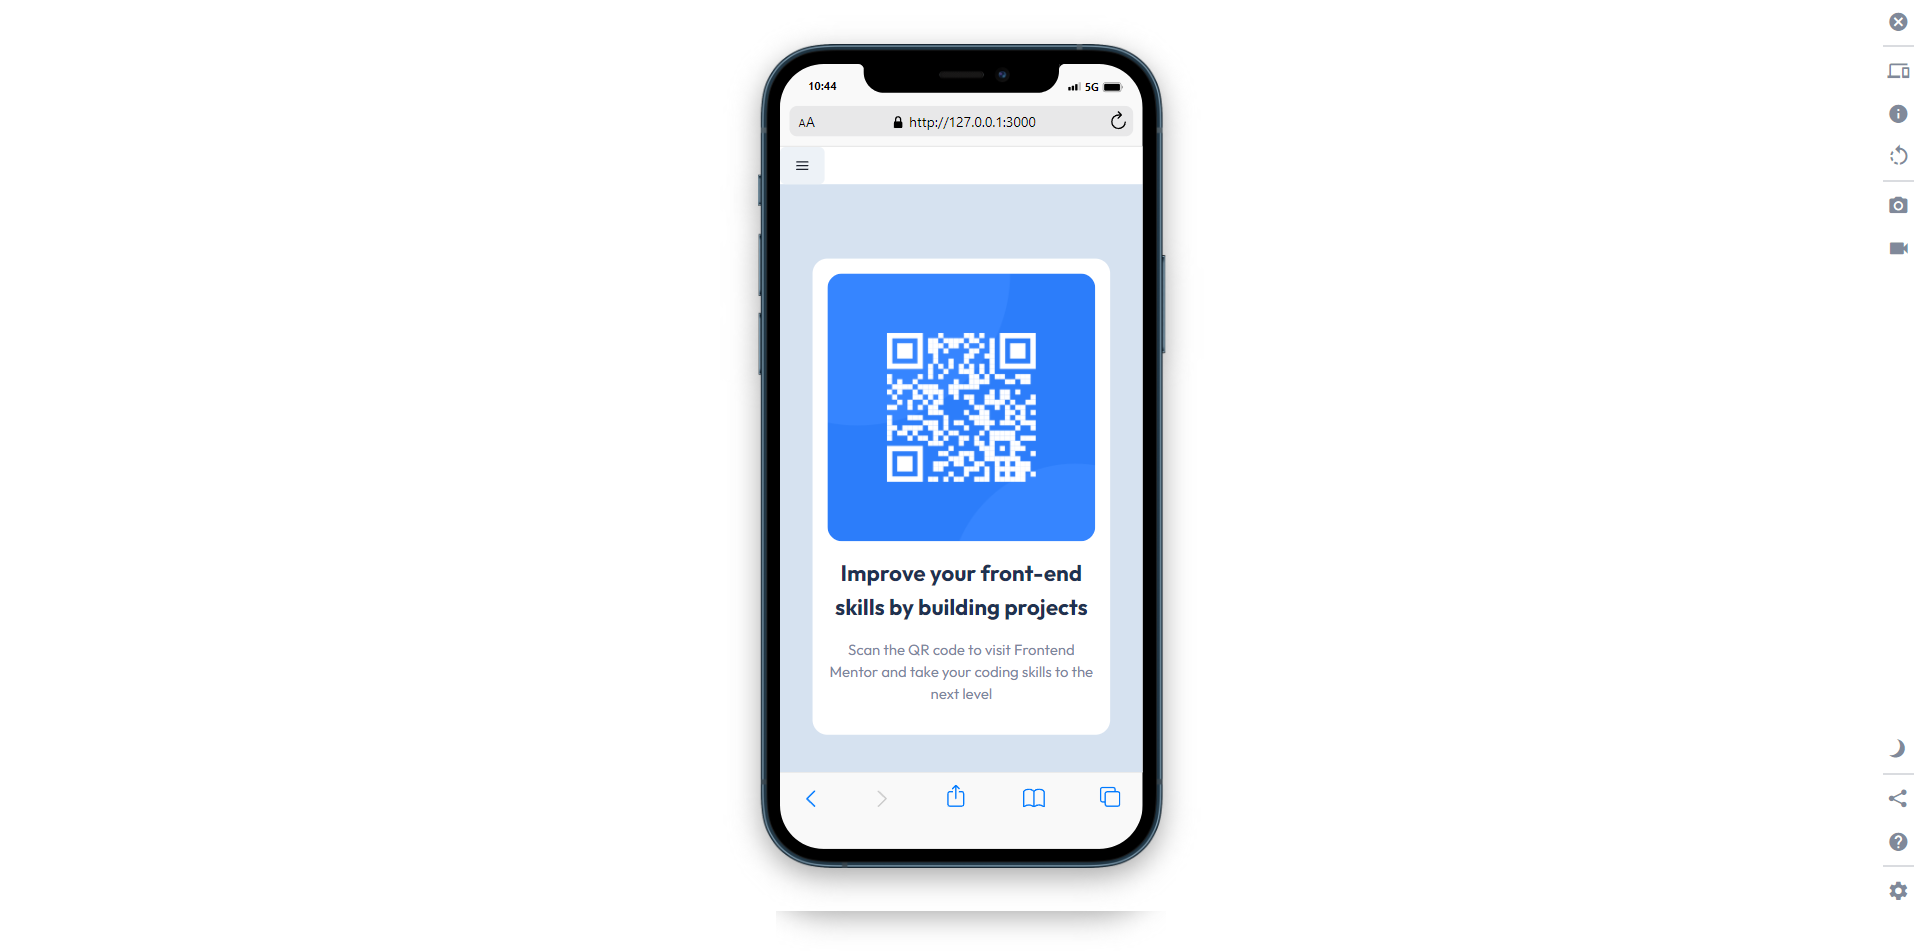 10:44
5G
AA
http://127.0.0.1:3000
Improve your front-end
skills by building projects
Scan the QR code to visit Frontend
Mentor and take your coding skills to the
next level